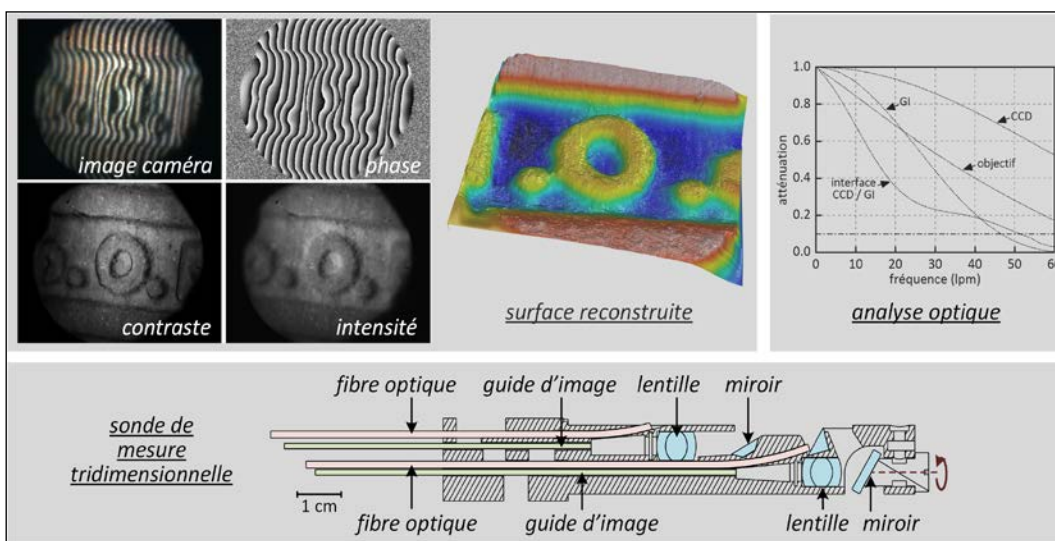 image caméra
phase
contraste
intensité
surface reconstruite
1.0
0.8
0.6
0.4
0.2
0.0
atténuation
GI
CCD
objectif
interface
CCD / GI
0 10 20 30 40 50 60
fréquence (lpm)
analyse optique
sonde de
mesure
tridimensionnelle
fibre optique
guide d'image
lentille
miroir
1 cm
fibre optique
guide d'image
lentille
miroir